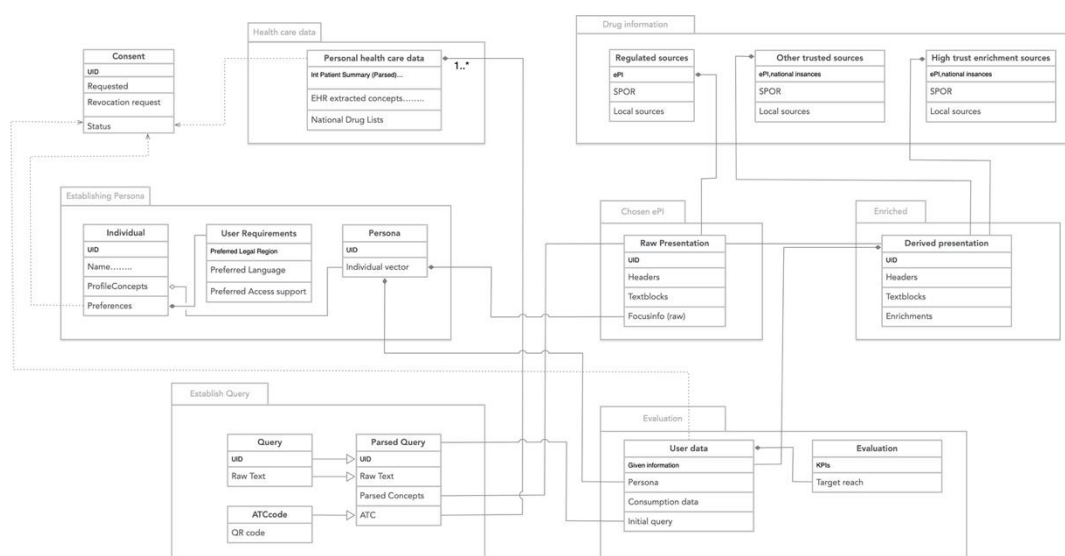 Health care data
Drug information
Consent
UID
Requested
Revocation request
Status
Personal health care data
Int Patient Summary (Parsed)...
EHR extracted concepts........
National Drug Lists
1..*
Regulated sources
ePI
SPOR
Local sources
Other trusted sources
ePI,national insances
SPOR
Local sources
High trust enrichment sources
ePI,national insances
SPOR
Local sources
Establishing Persona
Individual
UID
Name........
ProfileConcepts
Preferences
User Requirements
Preferred Legal Region
Preferred Language
Preferred Access support
Persona
UID
Individual vector
Chosen ePI
Raw Presentation
UID
Headers
Textblocks
Focusinfo (raw)
Enriched
Derived presentation
UID
Headers
Textblocks
Enrichments
Establish Query
Query
UID
Raw Text
ATCcode
QR code
Parsed Query
UID
Raw Text
Parsed Concepts
ATC
Evaluation
User data
Given information
Persona
Consumption data
Initial query
Evaluation
KPIs
Target reach